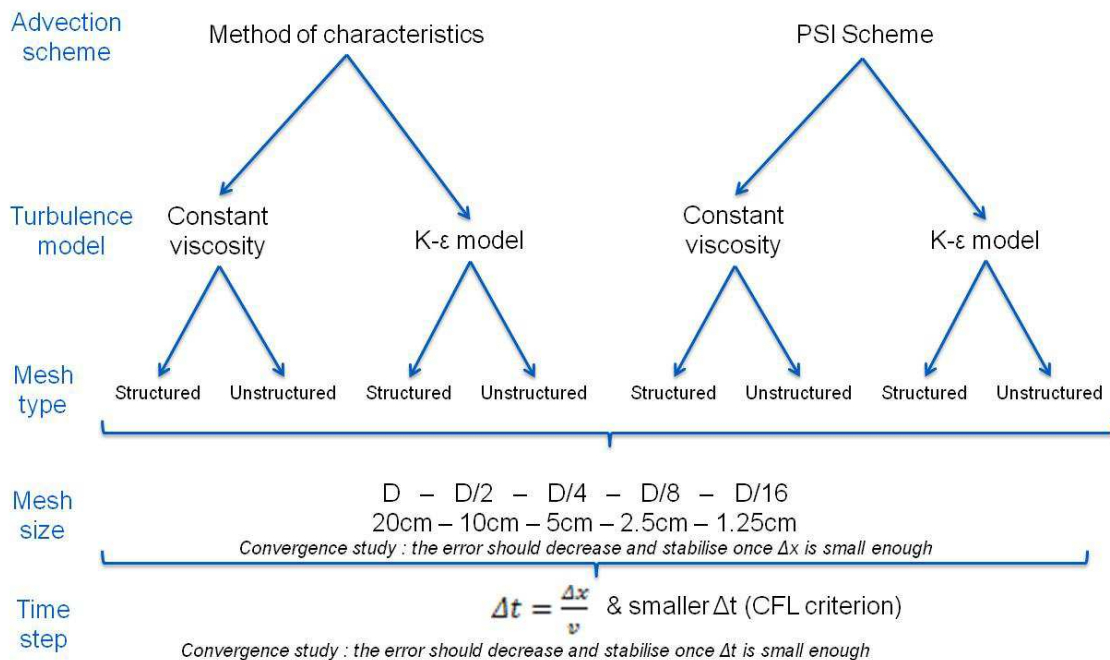 Advection
scheme
Method of characteristics
PSI Scheme
Turbulence
model
Constant
viscosity
K-ε model
Constant
viscosity
K-ε model
Mesh
type
Structured
Unstructured
Structured
Unstructured
Structured
Unstructured
Structured
Unstructured
Mesh
size
D – D/2 – D/4 – D/8 – D/16
20cm – 10cm – 5cm – 2.5cm – 1.25cm
Convergence study : the error should decrease and stabilise once Δx is small enough
Time
step
Δt = Δx/v & smaller Δt (CFL criterion)
Convergence study : the error should decrease and stabilise once Δt is small enough